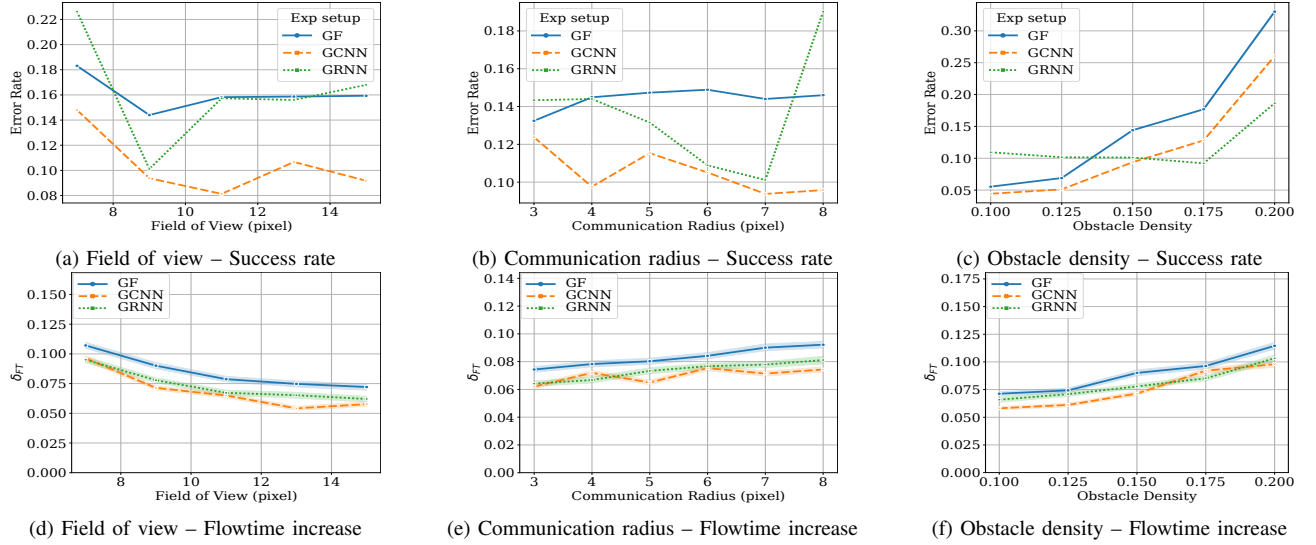 0.22
0.20
0.18
0.16
0.14
0.12
0.10
0.08
Error Rate
Exp setup
GF
GCNN
GRNN
8
10
12
14
Field of View (pixel)
(a) Field of view – Success rate
0.18
0.16
0.14
0.12
0.10
Error Rate
Exp setup
GF
GCNN
GRNN
3
4
5
6
7
8
Communication Radius (pixel)
(b) Communication radius – Success rate
0.30
0.25
0.20
0.15
0.10
0.05
Error Rate
Exp setup
GF
GCNN
GRNN
0.100
0.125
0.150
0.175
0.200
Obstacle Density
(c) Obstacle density – Success rate
0.150
0.125
0.100
0.075
0.050
0.025
0.000
δFT
GF
GCNN
GRNN
8
10
12
14
Field of View (pixel)
(d) Field of view – Flowtime increase
0.14
0.12
0.10
0.08
0.06
0.04
0.02
0.00
δFT
GF
GCNN
GRNN
3
4
5
6
7
8
Communication Radius (pixel)
(e) Communication radius – Flowtime increase
0.175
0.150
0.125
0.100
0.075
0.050
0.025
0.000
δFT
GF
GCNN
GRNN
0.100
0.125
0.150
0.175
0.200
Obstacle Density
(f) Obstacle density – Flowtime increase